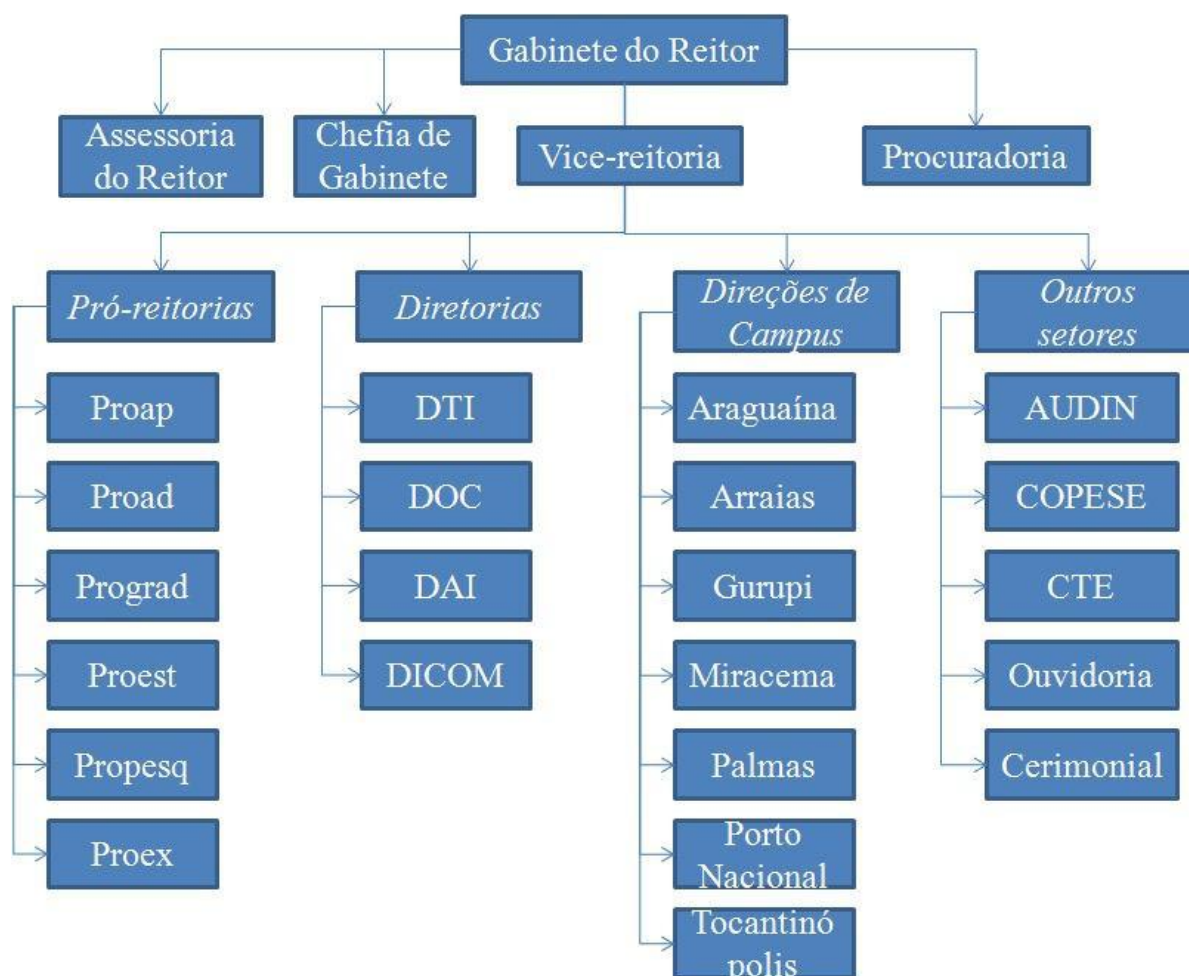 Gabinete do Reitor
Assessoria
do Reitor
Chefia de
Gabinete
Vice-reitoria
Procuradoria
Pró-reitorias
Proap
Proad
Prograd
Proest
Propesq
Proex
Diretorias
DTI
DOC
DAI
DICOM
Direções de
Campus
Araguaína
Arraias
Gurupi
Miracema
Palmas
Porto
Nacional
Tocantinó
polis
Outros
setores
AUDIN
COPESE
CTE
Ouvidoria
Cerimonial